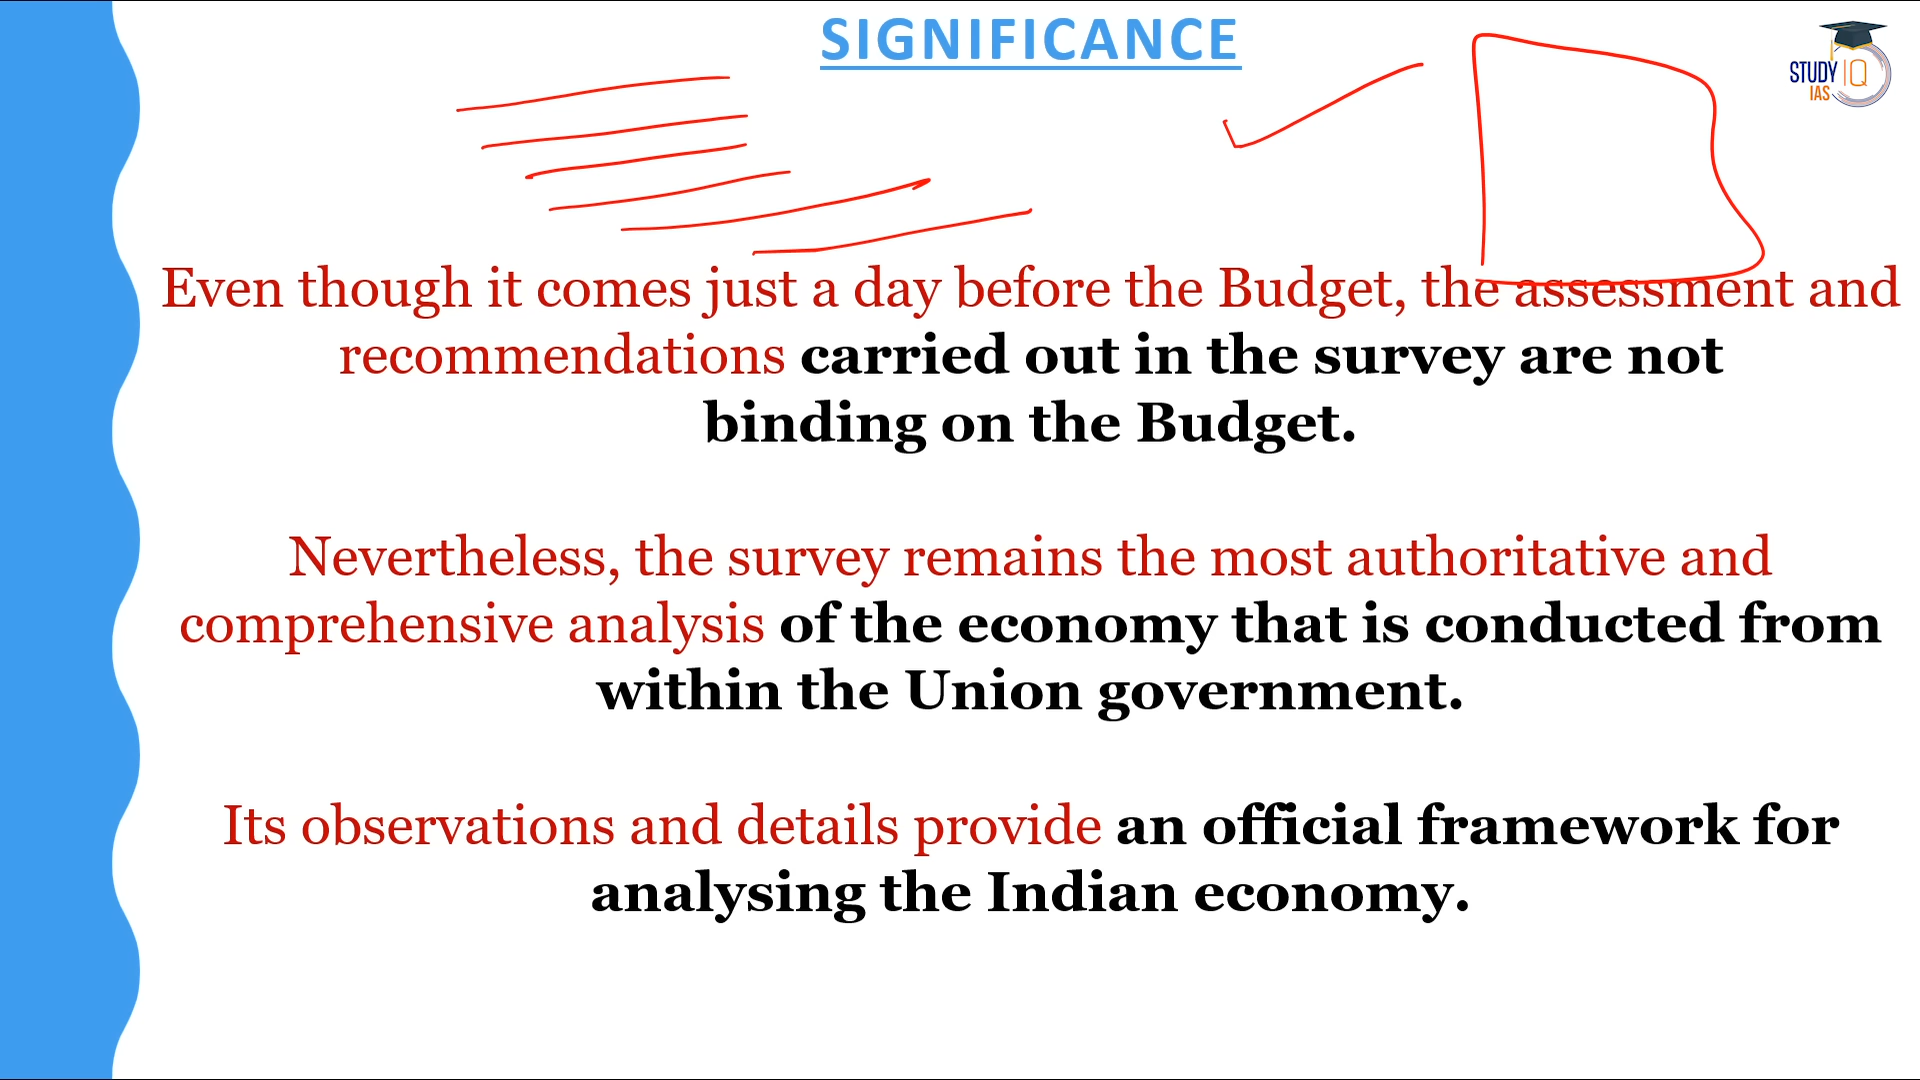 SIGNIFICANCE
STUDY IQ
IAS
Even though it comes just a day before the Budget, the assessment and
recommendations carried out in the survey are not
binding on the Budget.
Nevertheless, the survey remains the most authoritative and
comprehensive analysis of the economy that is conducted from
within the Union government.
Its observations and details provide an official framework for
analysing the Indian economy.